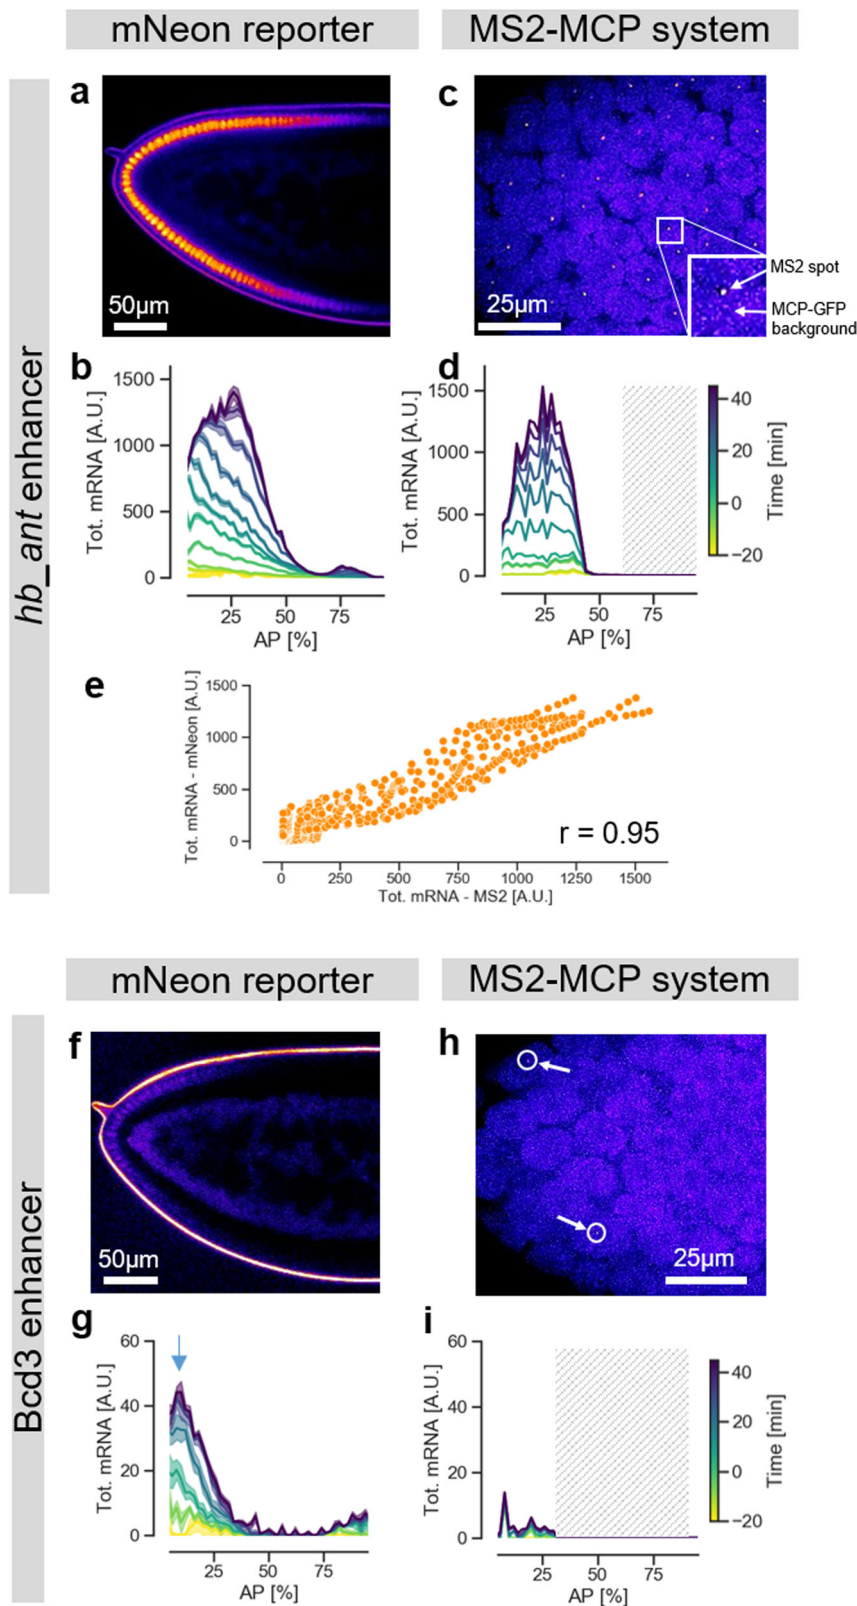 mNeon reporter
MS2-MCP system
hb_ant enhancer
a
50µm
c
25µm
MS2 spot
MCP-GFP
background
b
Tot. mRNA [A.U.]
1500
1000
500
0
25 50 75
AP [%]
d
Tot. mRNA [A.U.]
1500
1000
500
0
25 50 75
AP [%]
40
20
0
−20
Time [min]
e
Tot. mRNA - mNeon [A.U.]
1500
1000
500
0
r = 0.95
0 250 500 750 1000 1250 1500
Tot. mRNA - MS2 [A.U.]
mNeon reporter
MS2-MCP system
Bcd3 enhancer
f
50µm
h
25µm
g
Tot. mRNA [A.U.]
60
40
20
0
25 50 75
AP [%]
i
Tot. mRNA [A.U.]
60
40
20
0
25 50 75
AP [%]
40
20
0
−20
Time [min]